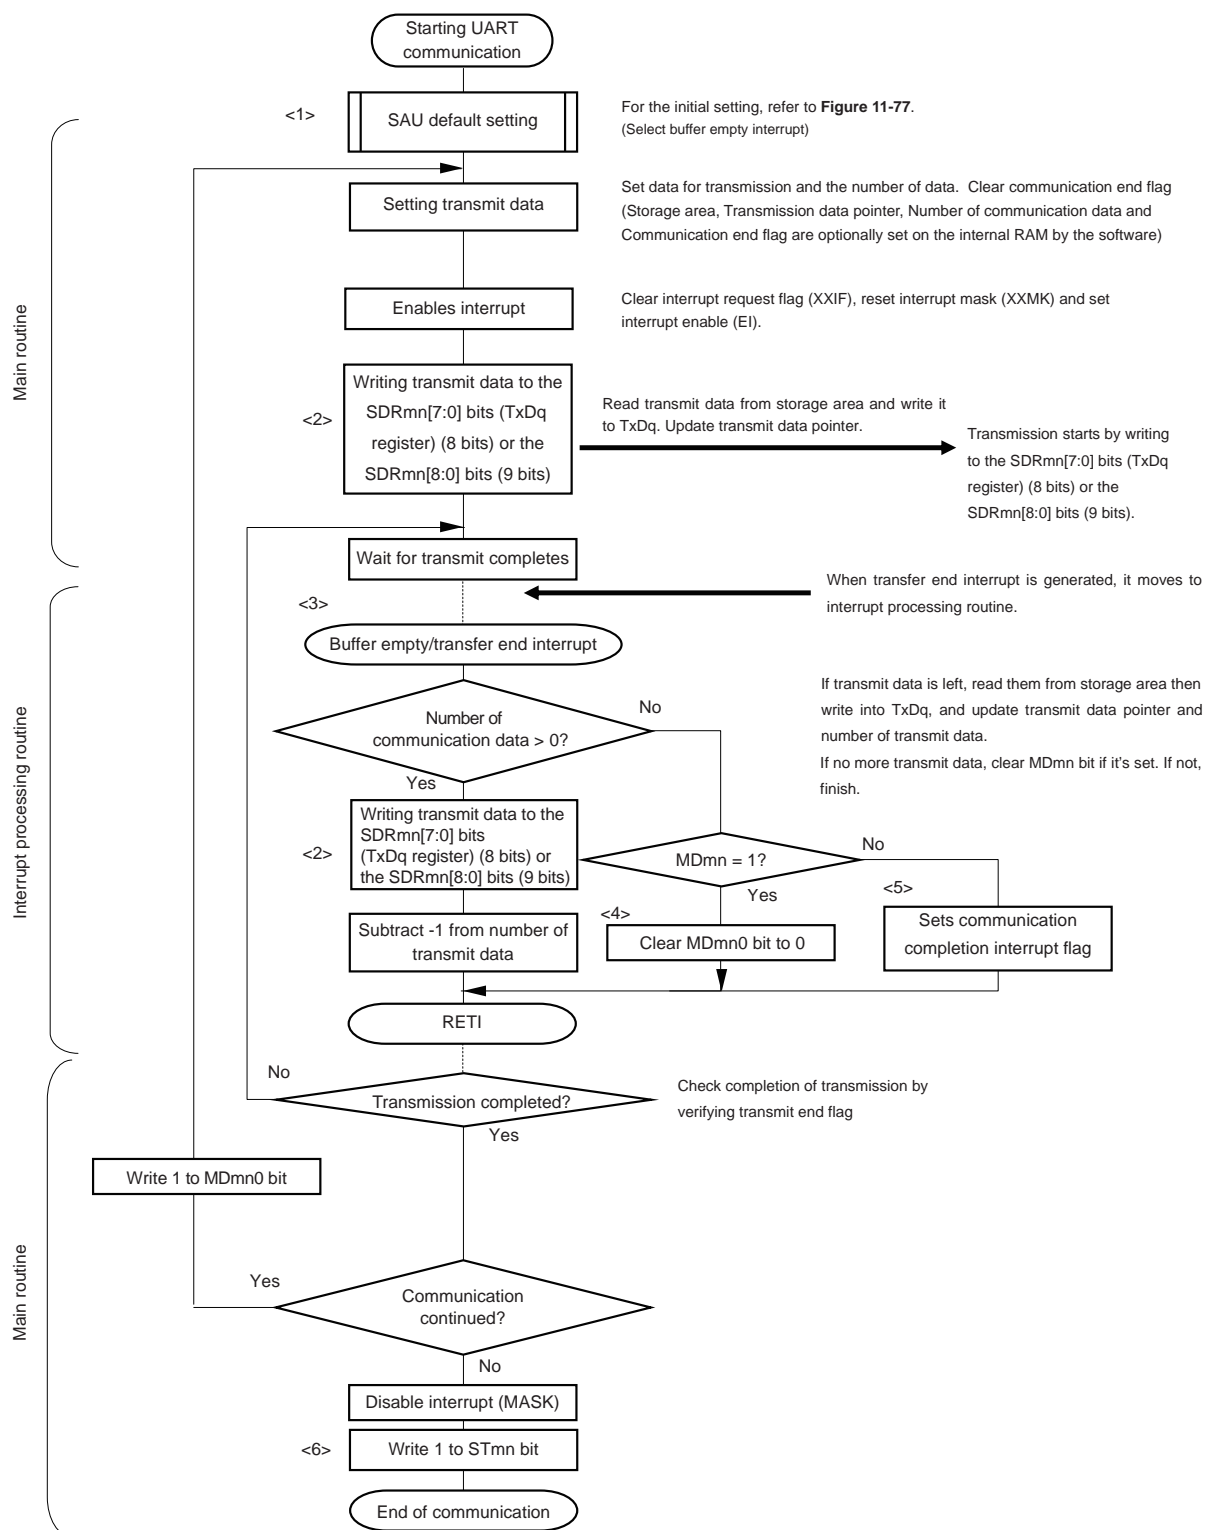 Starting UART
communication
<1>
SAU default setting
For the initial setting, refer to Figure 11-77.
(Select buffer empty interrupt)
Setting transmit data
Set data for transmission and the number of data. Clear communication end flag
(Storage area, Transmission data pointer, Number of communication data and
Communication end flag are optionally set on the internal RAM by the software)
Main routine
Enables interrupt
Clear interrupt request flag (XXIF), reset interrupt mask (XXMK) and set
interrupt enable (EI).
<2>
Writing transmit data to the
SDRmn[7:0] bits (TxDq
register) (8 bits) or the
SDRmn[8:0] bits (9 bits)
Read transmit data from storage area and write it
to TxDq. Update transmit data pointer.
Transmission starts by writing
to the SDRmn[7:0] bits (TxDq
register) (8 bits) or the
SDRmn[8:0] bits (9 bits).
Wait for transmit completes
When transfer end interrupt is generated, it moves to
interrupt processing routine.
<3>
Buffer empty/transfer end interrupt
Interrupt processing routine
Number of
communication data > 0?
No
Yes
If transmit data is left, read them from storage area then
write into TxDq, and update transmit data pointer and
number of transmit data.
If no more transmit data, clear MDmn bit if it's set. If not,
finish.
<2>
Writing transmit data to the
SDRmn[7:0] bits
(TxDq register) (8 bits) or
the SDRmn[8:0] bits (9 bits)
MDmn = 1?
No
Yes
<4>
<5>
Subtract -1 from number of
transmit data
Clear MDmn0 bit to 0
Sets communication
completion interrupt flag
RETI
No
Transmission completed?
Yes
Check completion of transmission by
verifying transmit end flag
Write 1 to MDmn0 bit
Main routine
Yes
Communication
continued?
No
Disable interrupt (MASK)
<6>
Write 1 to STmn bit
End of communication